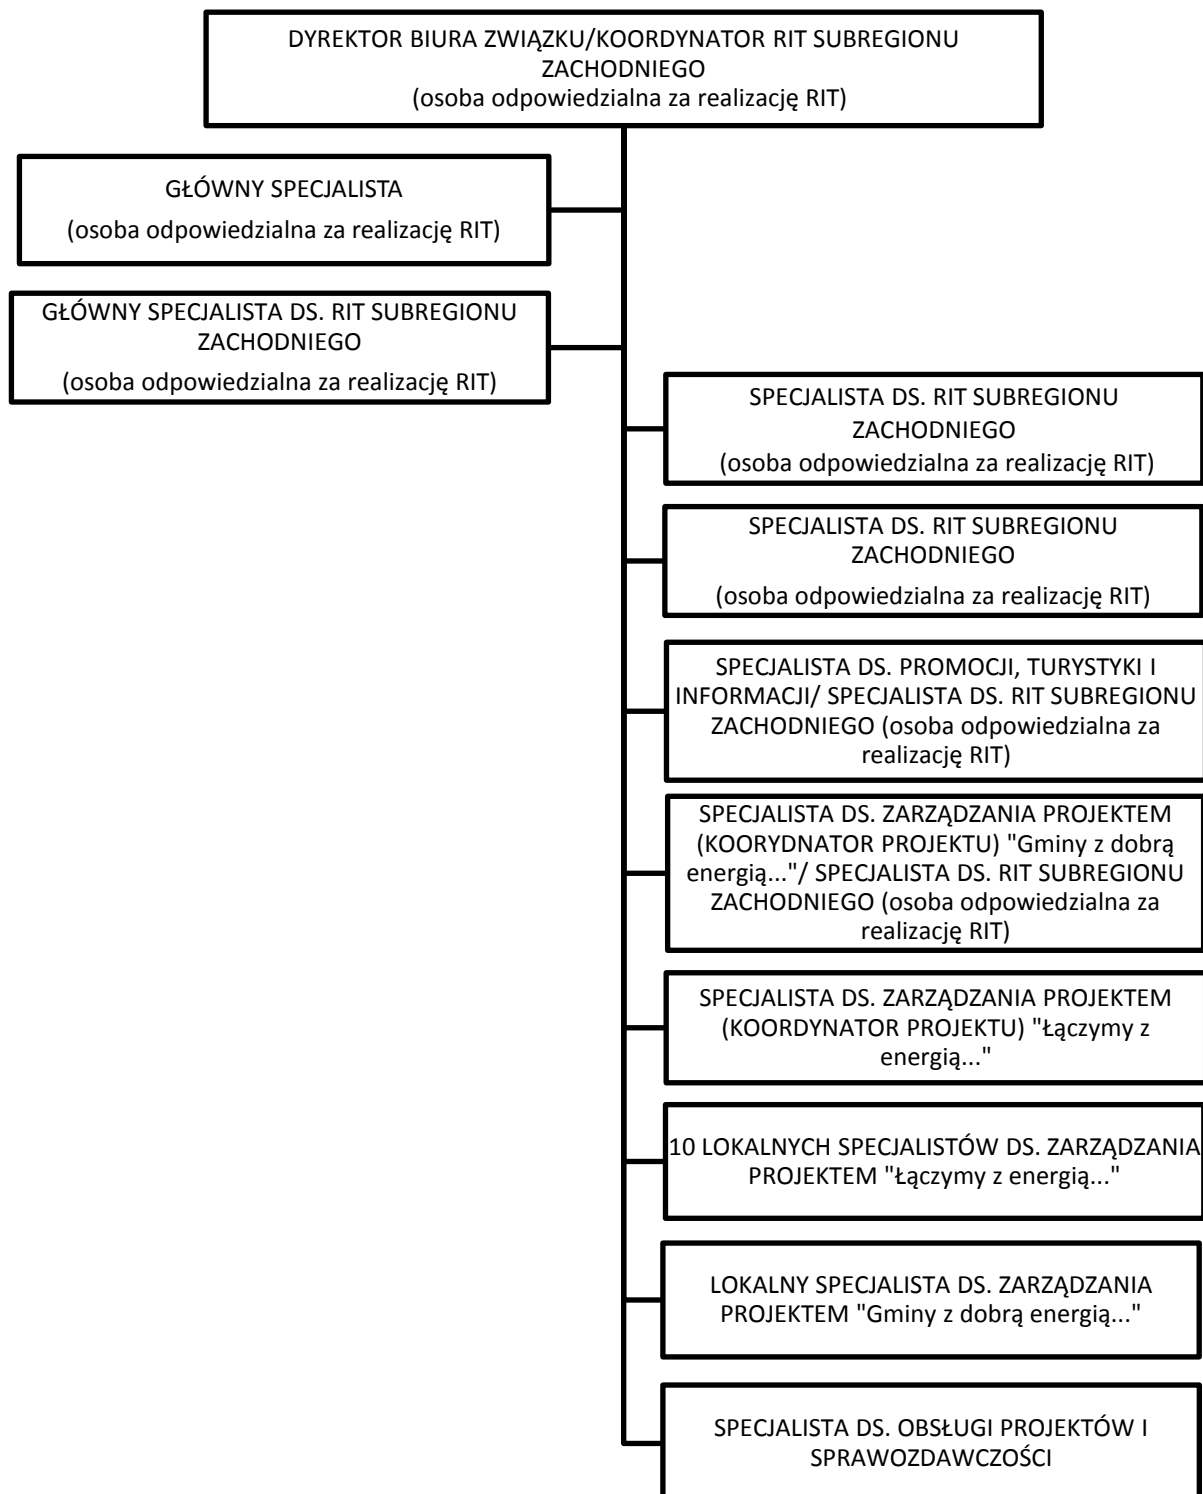 DYREKTOR BIURA ZWIĄZKU/KOORDYNATOR RIT SUBREGIONU
ZACHODNIEGO
(osoba odpowiedzialna za realizację RIT)
GŁÓWNY SPECJALISTA
(osoba odpowiedzialna za realizację RIT)
GŁÓWNY SPECJALISTA DS. RIT SUBREGIONU
ZACHODNIEGO
(osoba odpowiedzialna za realizację RIT)
SPECJALISTA DS. RIT SUBREGIONU
ZACHODNIEGO
(osoba odpowiedzialna za realizację RIT)
SPECJALISTA DS. RIT SUBREGIONU
ZACHODNIEGO
(osoba odpowiedzialna za realizację RIT)
SPECJALISTA DS. PROMOCJI, TURYSTYKI I
INFORMACJI/ SPECJALISTA DS. RIT SUBREGIONU
ZACHODNIEGO (osoba odpowiedzialna za
realizację RIT)
SPECJALISTA DS. ZARZĄDZANIA PROJEKTEM
(KOORYDNATOR PROJEKTU) "Gminy z dobrą
energią..."/ SPECJALISTA DS. RIT SUBREGIONU
ZACHODNIEGO (osoba odpowiedzialna za
realizację RIT)
SPECJALISTA DS. ZARZĄDZANIA PROJEKTEM
(KOORDYNATOR PROJEKTU) "Łączymy z
energią..."
10 LOKALNYCH SPECJALISTÓW DS. ZARZĄDZANIA
PROJEKTEM "Łączymy z energią..."
LOKALNY SPECJALISTA DS. ZARZĄDZANIA
PROJEKTEM "Gminy z dobrą energią..."
SPECJALISTA DS. OBSŁUGI PROJEKTÓW I
SPRAWOZDAWCZOŚCI